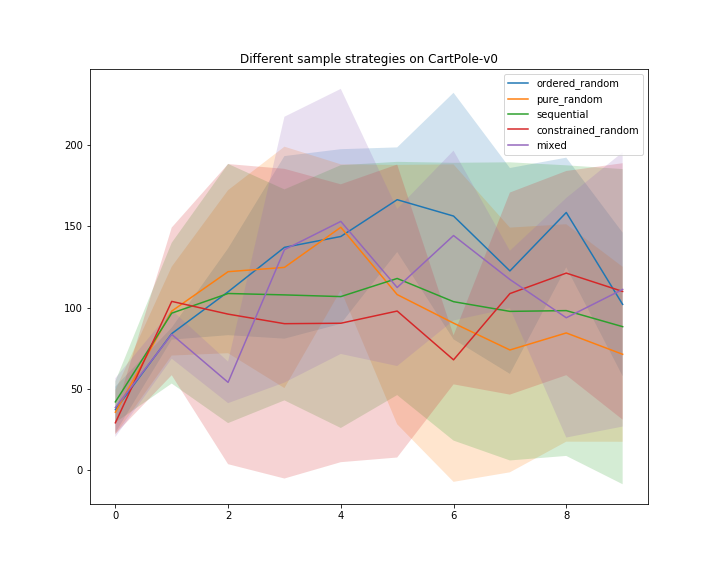 Different sample strategies on CartPole-v0
ordered_random
pure_random
sequential
constrained_random
mixed
200
150
100
50
0
0 2 4 6 8